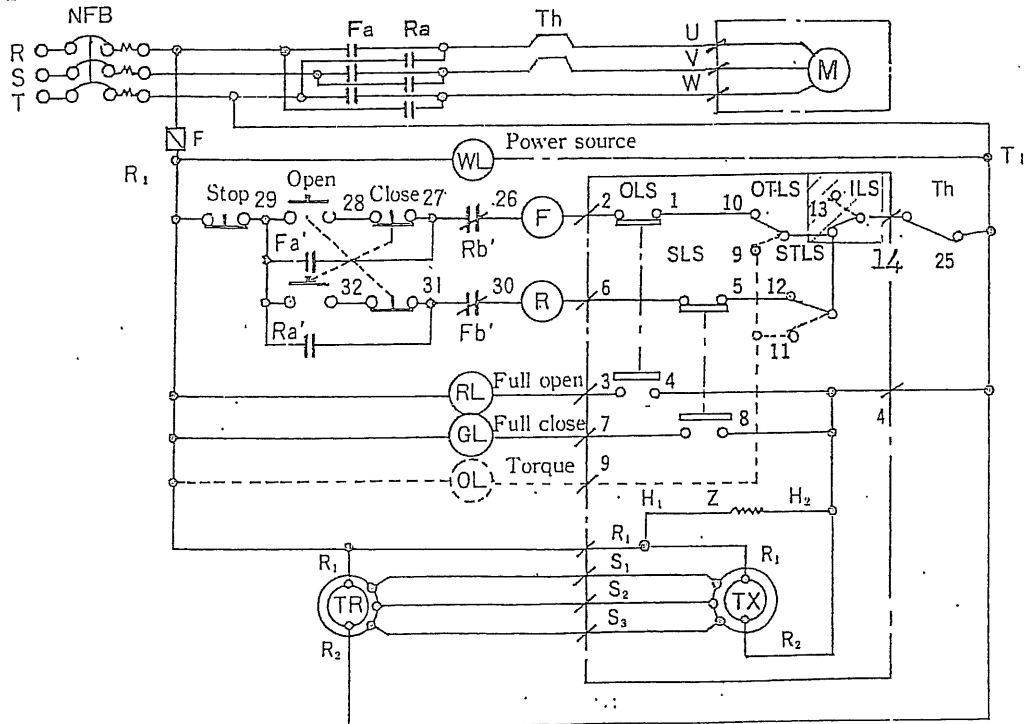 NFB Fa Ra Th
R U
S V
T W M
F
WL Power source
R₁ T₁
Stop 29 Open 28 Close 27 26 F 2 OLS 1 10 OTLS 13 ILS Th
Fa' Rb' SLS 9 STLS 14 25
32 31 30 R 6 5 12
Ra' Fb' 11
RL Full open 3 4 4
GL Full close 7 8
OL Torque 9
H₁ Z H₂
R₁
R₁ S₁ R₁
TR S₂ TX
S₃
R₂ R₂